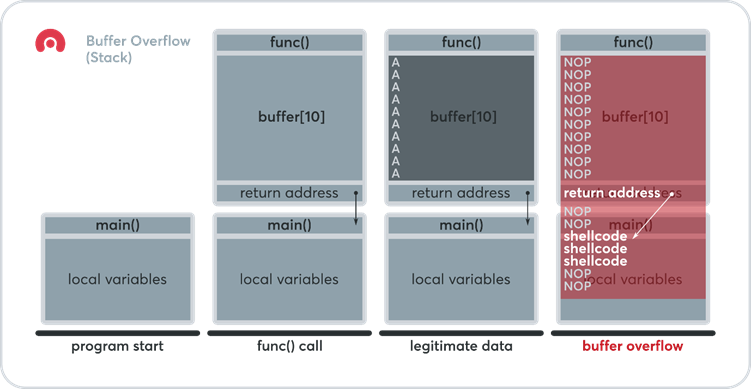 Buffer Overflow
(Stack)
main()
local variables
program start
func()
buffer[10]
return address
main()
local variables
func() call
func()
A
A
A
A
A
A
A
A
A
A
buffer[10]
return address
main()
local variables
legitimate data
func()
NOP
NOP
NOP
NOP
NOP
NOP
NOP
NOP
NOP
NOP
buffer[10]
return address
NOP
NOP
main()
shellcode
shellcode
shellcode
NOP
NOP
local variables
buffer overflow